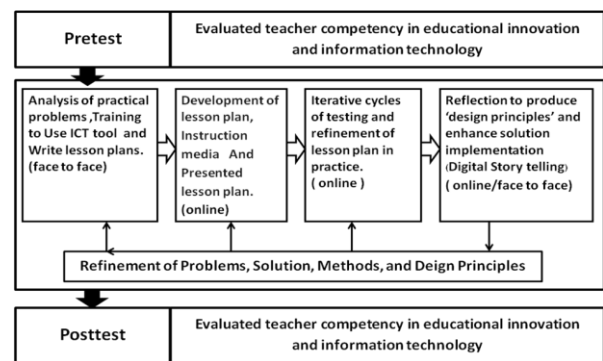 Pretest
Evaluated teacher competency in educational innovation
and information technology
Analysis of practical
problems ,Training
to Use ICT tool and
Write lesson plans.
(face to face)
Development of
lesson plan,
Instruction
media And
Presented
lesson plan.
(online)
Iterative cycles
of testing and
refinement of
lesson plan in
practice.
( online )
Reflection to produce
‘design principles’ and
enhance solution
implementation
(Digital Story telling)
( online/face to face)
Refinement of Problems, Solution, Methods, and Deign Principles
Posttest
Evaluated teacher competency in educational innovation
and information technology